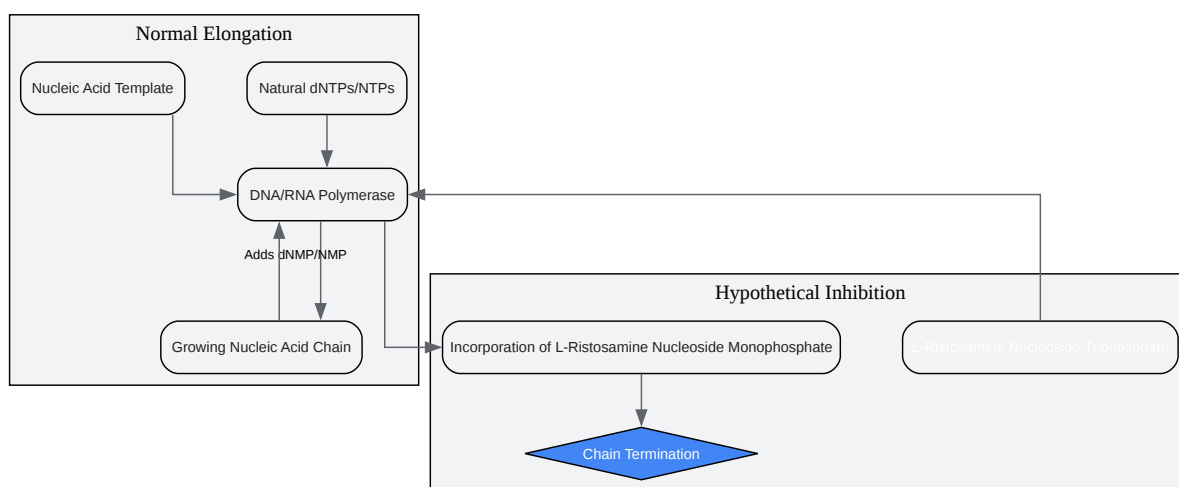 Normal Elongation
Nucleic Acid Template
Natural dNTPs/NTPs
DNA/RNA Polymerase
Adds dNMP/NMP
Growing Nucleic Acid Chain
Hypothetical Inhibition
Incorporation of L-Ristosamine Nucleoside Monophosphate
L-Ristosamine Nucleoside Triphosphate
Chain Termination